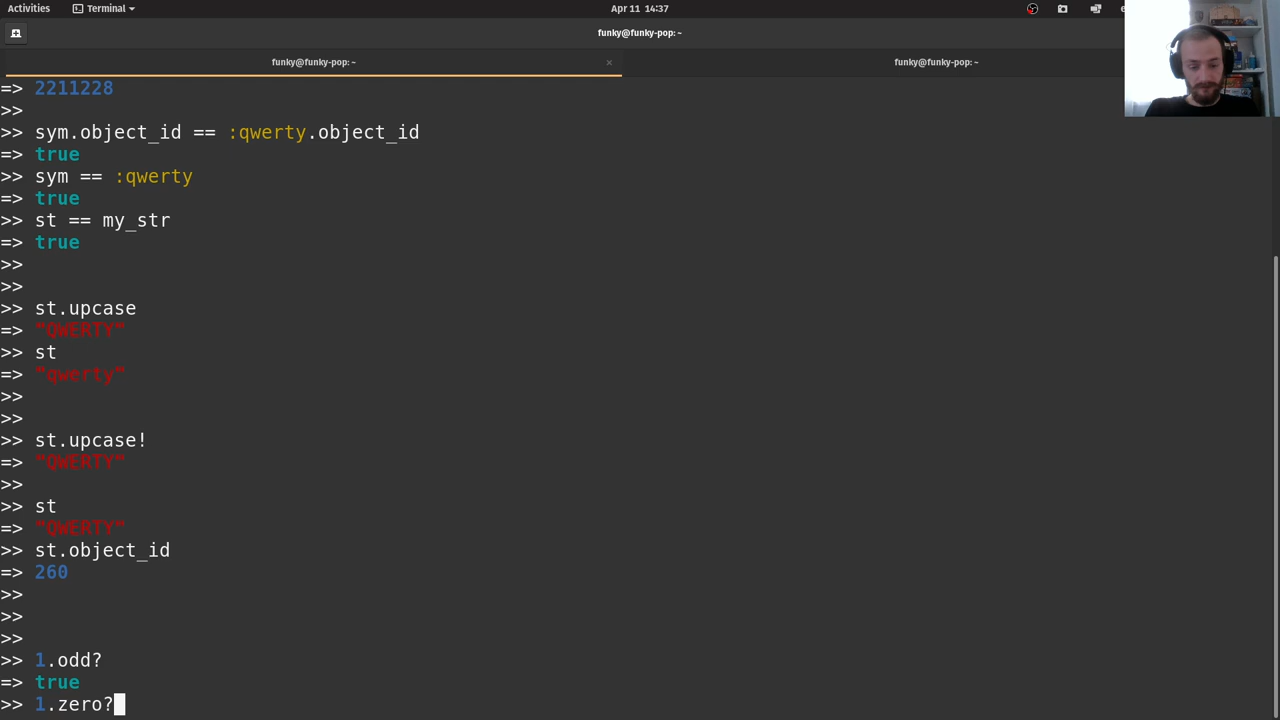 Activities Terminal Apr 11 14:37
funky@funky-pop: ~
funky@funky-pop: ~ × funky@funky-pop: ~
=> 2211228
>>
>> sym.object_id == :qwerty.object_id
=> true
>> sym == :qwerty
=> true
>> st == my_str
=> true
>>
>>
>> st.upcase
=> "QWERTY"
>> st
=> "qwerty"
>>
>>
>> st.upcase!
=> "QWERTY"
>>
>> st
=> "QWERTY"
>> st.object_id
=> 260
>>
>>
>>
>> 1.odd?
=> true
>> 1.zero?